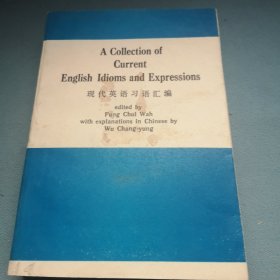 A Collection of
Current
English Idioms and Expressions
现代英语习语汇编
edited by
Fung Chui Wah
with explanations in Chinese by
Wu Chang-yung